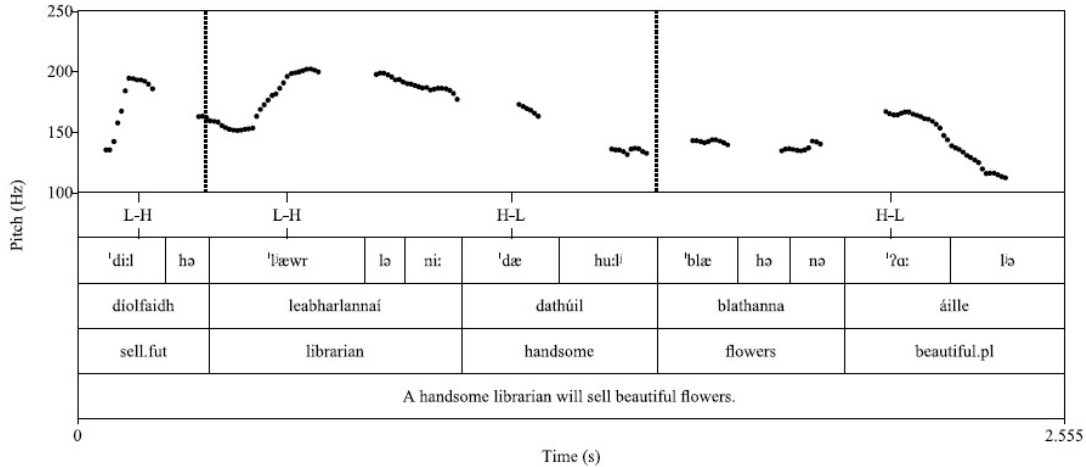 250
200
150
100
Pitch (Hz)
L-H L-H H-L H-L
ˈdiːl hə ˈlʲæwr lə niː ˈdæ huːlʲ ˈblæ hə nə ˈʔɑː lʲə
díolfaidh leabharlannaí dathúil blathanna áille
sell.fut librarian handsome flowers beautiful.pl
A handsome librarian will sell beautiful flowers.
0 2.555
Time (s)